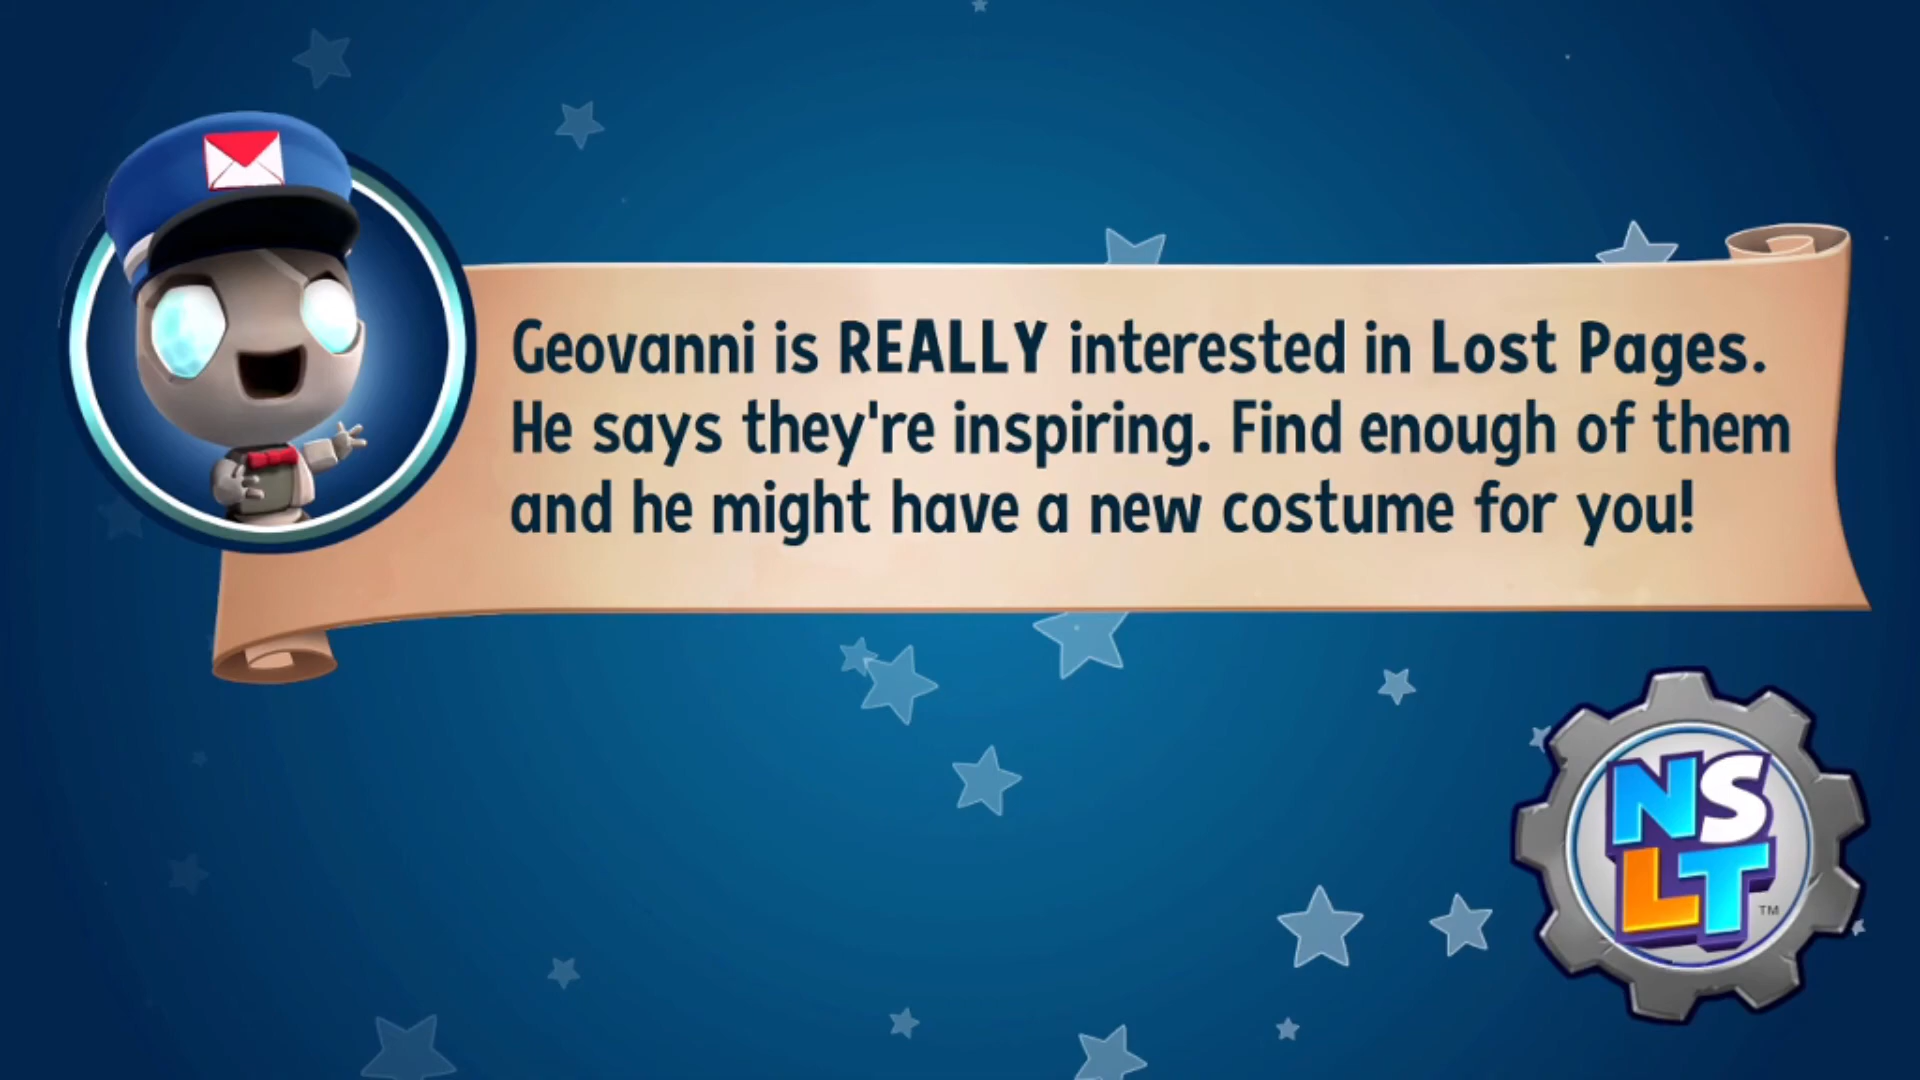 Geovanni is REALLY interested in Lost Pages.
He says they're inspiring. Find enough of them
and he might have a new costume for you!
NS
LT
TM